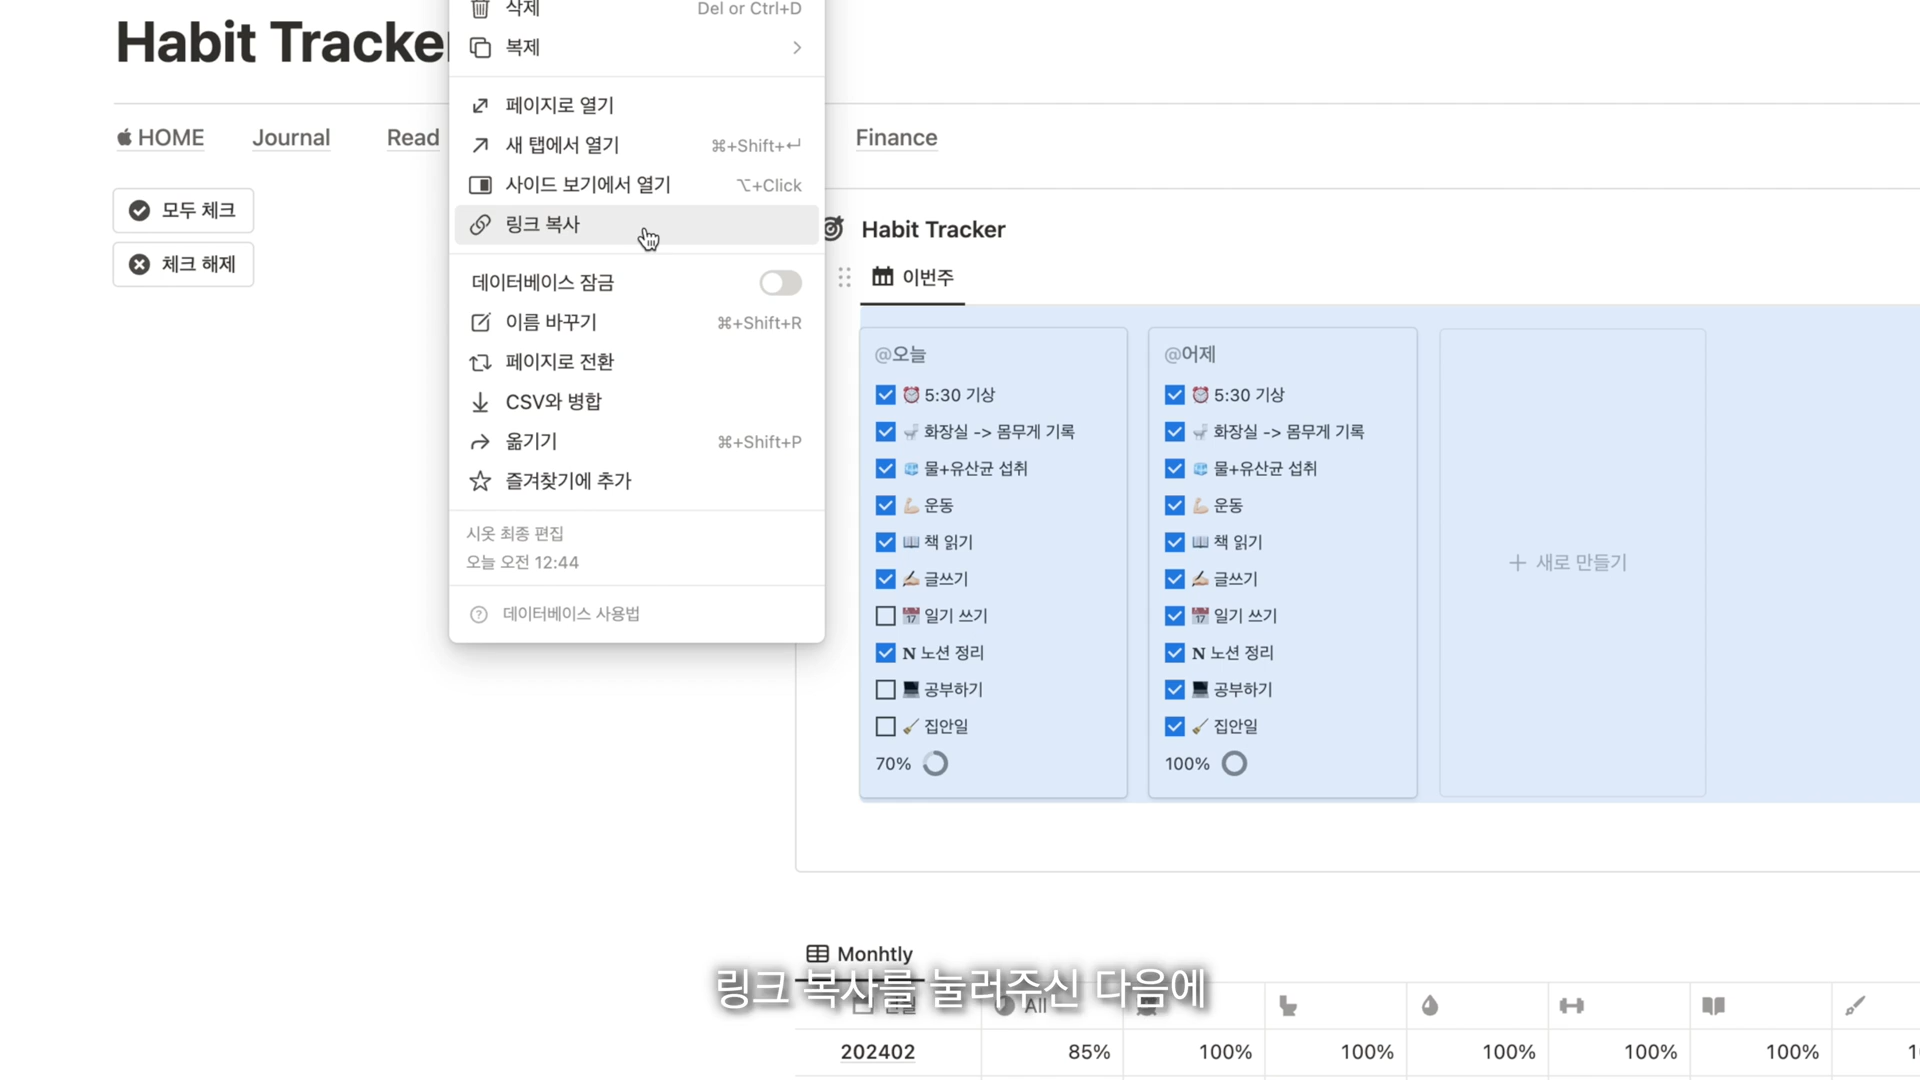 Habit Tracker
삭제 Del or Ctrl+D
복제
페이지로 열기
새 탭에서 열기 ⌘+Shift+↵
사이드 보기에서 열기 ⌥+Click
링크 복사
데이터베이스 잠금
이름 바꾸기 ⌘+Shift+R
페이지로 전환
CSV와 병합
옮기기 ⌘+Shift+P
즐겨찾기에 추가
시옷 최종 편집
오늘 오전 12:44
데이터베이스 사용법
HOME Journal Read Finance
모두 체크
체크 해제
Habit Tracker
이번주
@오늘
5:30 기상
화장실 -> 몸무게 기록
물+유산균 섭취
운동
책 읽기
글쓰기
일기 쓰기
N 노션 정리
공부하기
집안일
70%
@어제
5:30 기상
화장실 -> 몸무게 기록
물+유산균 섭취
운동
책 읽기
글쓰기
일기 쓰기
N 노션 정리
공부하기
집안일
100%
+ 새로 만들기
Monhtly
링크 복사를 눌러주신 다음에
All
202402 85% 100% 100% 100% 100% 100%